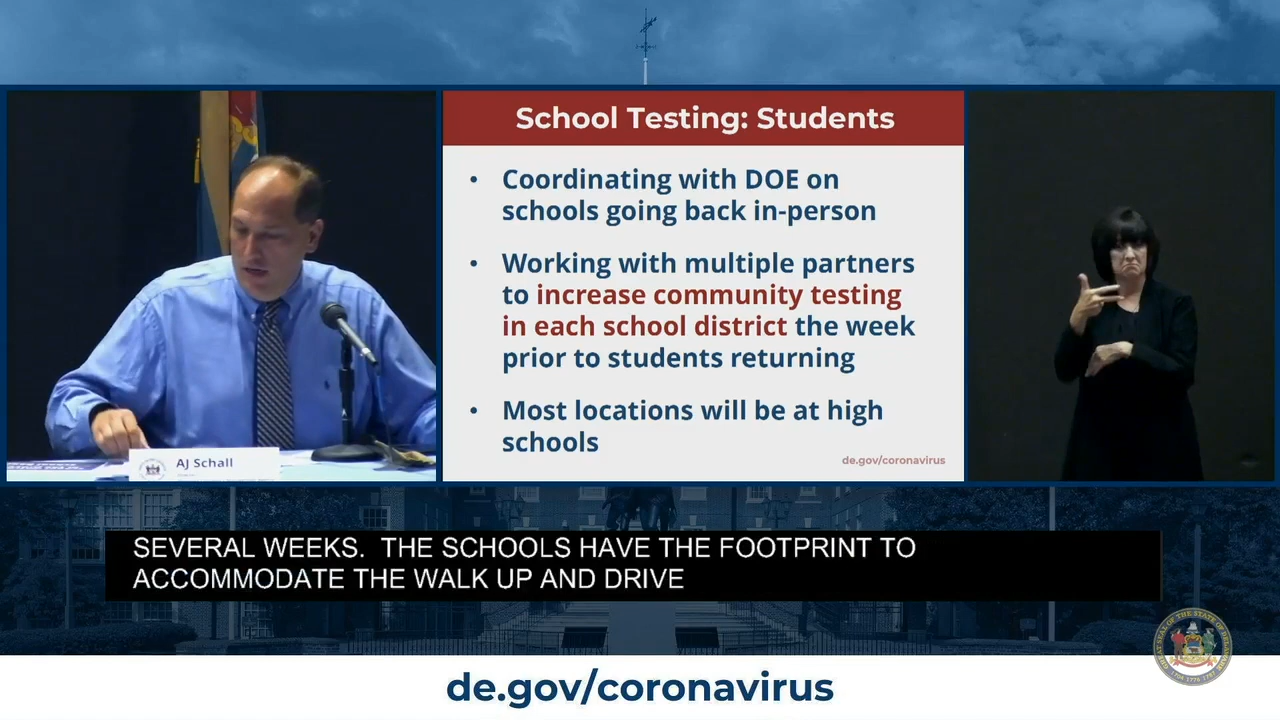 School Testing: Students
• Coordinating with DOE on
schools going back in-person
• Working with multiple partners
to increase community testing
in each school district the week
prior to students returning
• Most locations will be at high
schools
de.gov/coronavirus
AJ Schall
SEVERAL WEEKS. THE SCHOOLS HAVE THE FOOTPRINT TO
ACCOMMODATE THE WALK UP AND DRIVE
de.gov/coronavirus